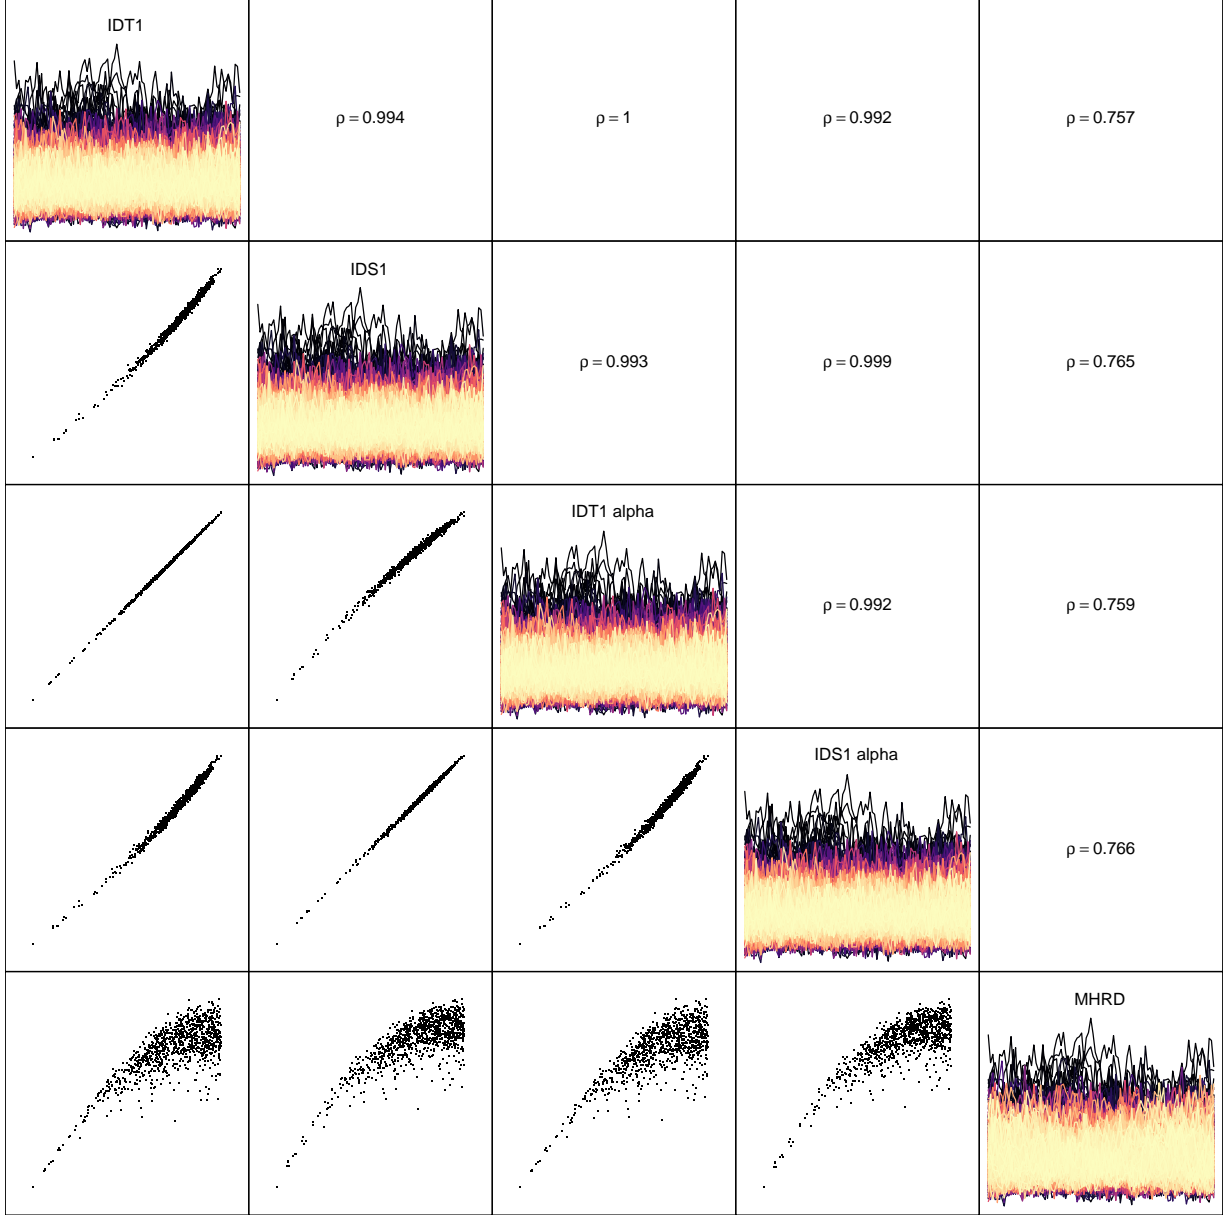 IDT1
ρ = 0.994
ρ = 1
ρ = 0.992
ρ = 0.757
IDS1
ρ = 0.993
ρ = 0.999
ρ = 0.765
IDT1 alpha
ρ = 0.992
ρ = 0.759
IDS1 alpha
ρ = 0.766
MHRD